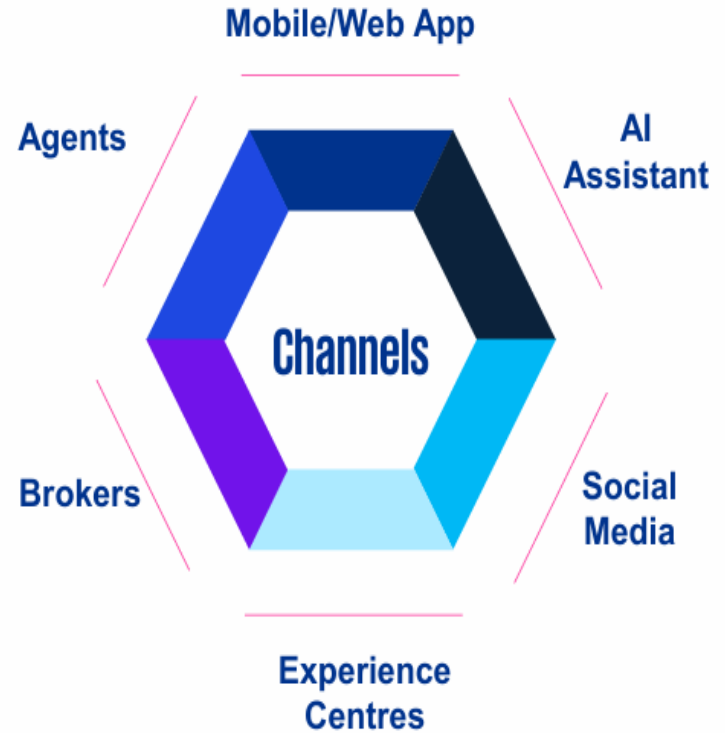 Mobile/Web App
Agents
AI
Assistant
Channels
Brokers
Social
Media
Experience
Centres